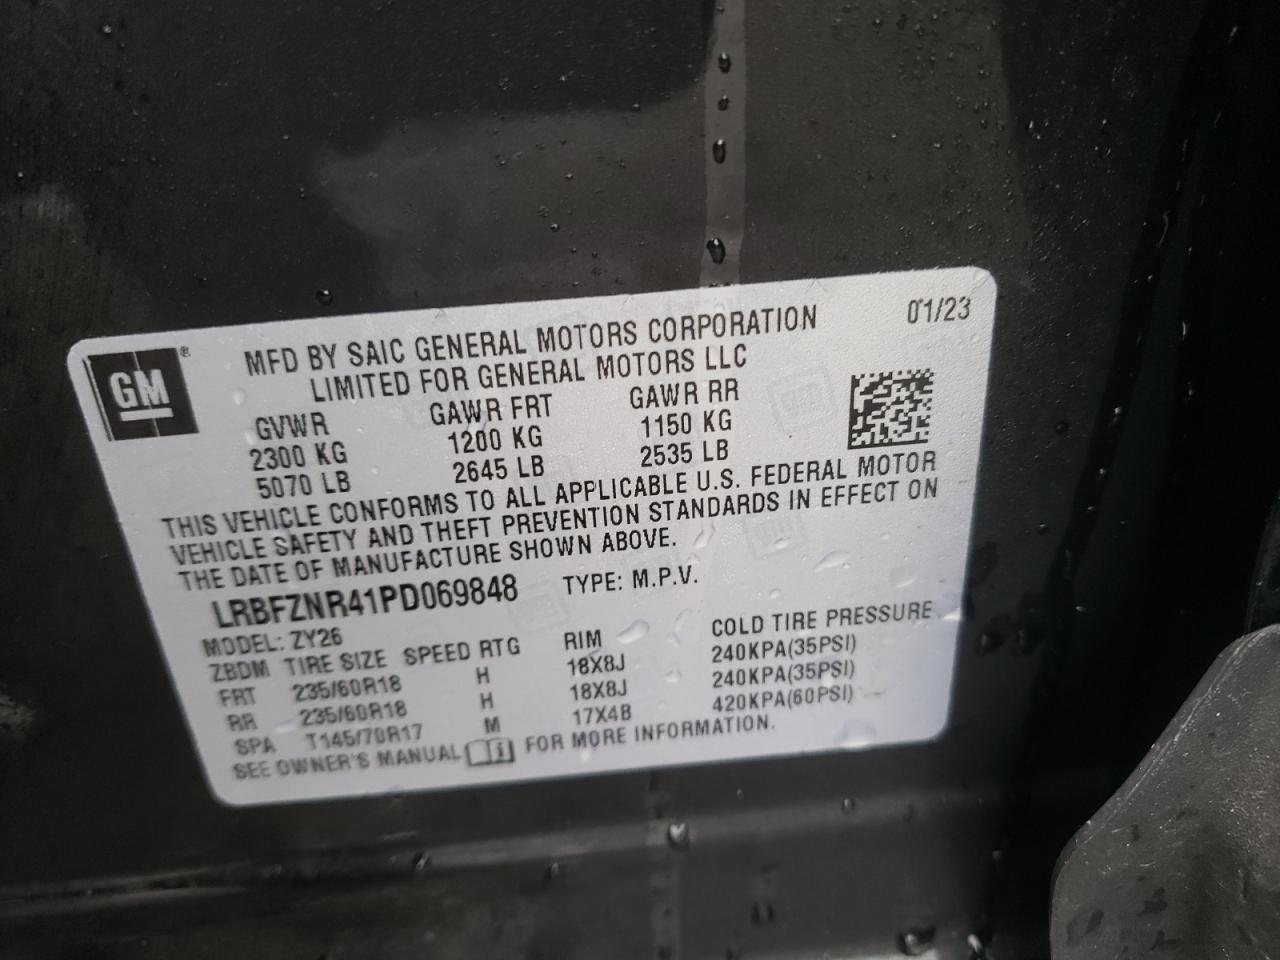 GM® MFD BY SAIC GENERAL MOTORS CORPORATION 01/23
LIMITED FOR GENERAL MOTORS LLC
GVWR GAWR FRT GAWR RR
2300 KG 1200 KG 1150 KG
5070 LB 2645 LB 2535 LB
THIS VEHICLE CONFORMS TO ALL APPLICABLE U.S. FEDERAL MOTOR
VEHICLE SAFETY AND THEFT PREVENTION STANDARDS IN EFFECT ON
THE DATE OF MANUFACTURE SHOWN ABOVE.
LRBFZNR41PD069848 TYPE: M.P.V.
MODEL: ZY26
ZBDM TIRE SIZE SPEED RTG RIM COLD TIRE PRESSURE
FRT 235/60R18 H 18X8J 240KPA(35PSI)
RR 235/60R18 H 18X8J 240KPA(35PSI)
SPA T145/70R17 M 17X4B 420KPA(60PSI)
SEE OWNER'S MANUAL i FOR MORE INFORMATION.